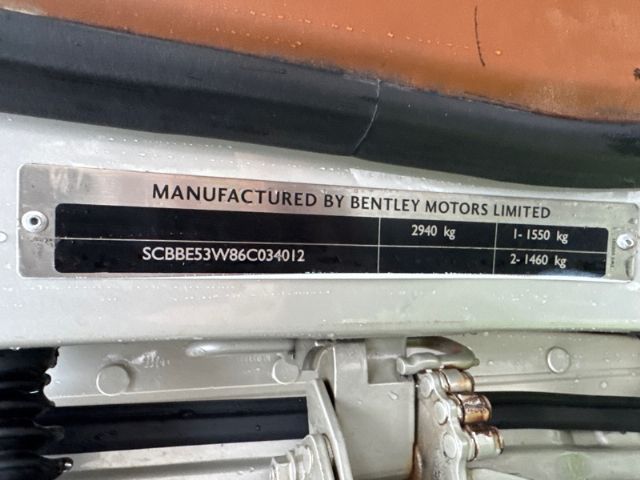 MANUFACTURED BY BENTLEY MOTORS LIMITED
2940 kg 1- 1550 kg
SCBBE53W86C034012 2- 1460 kg